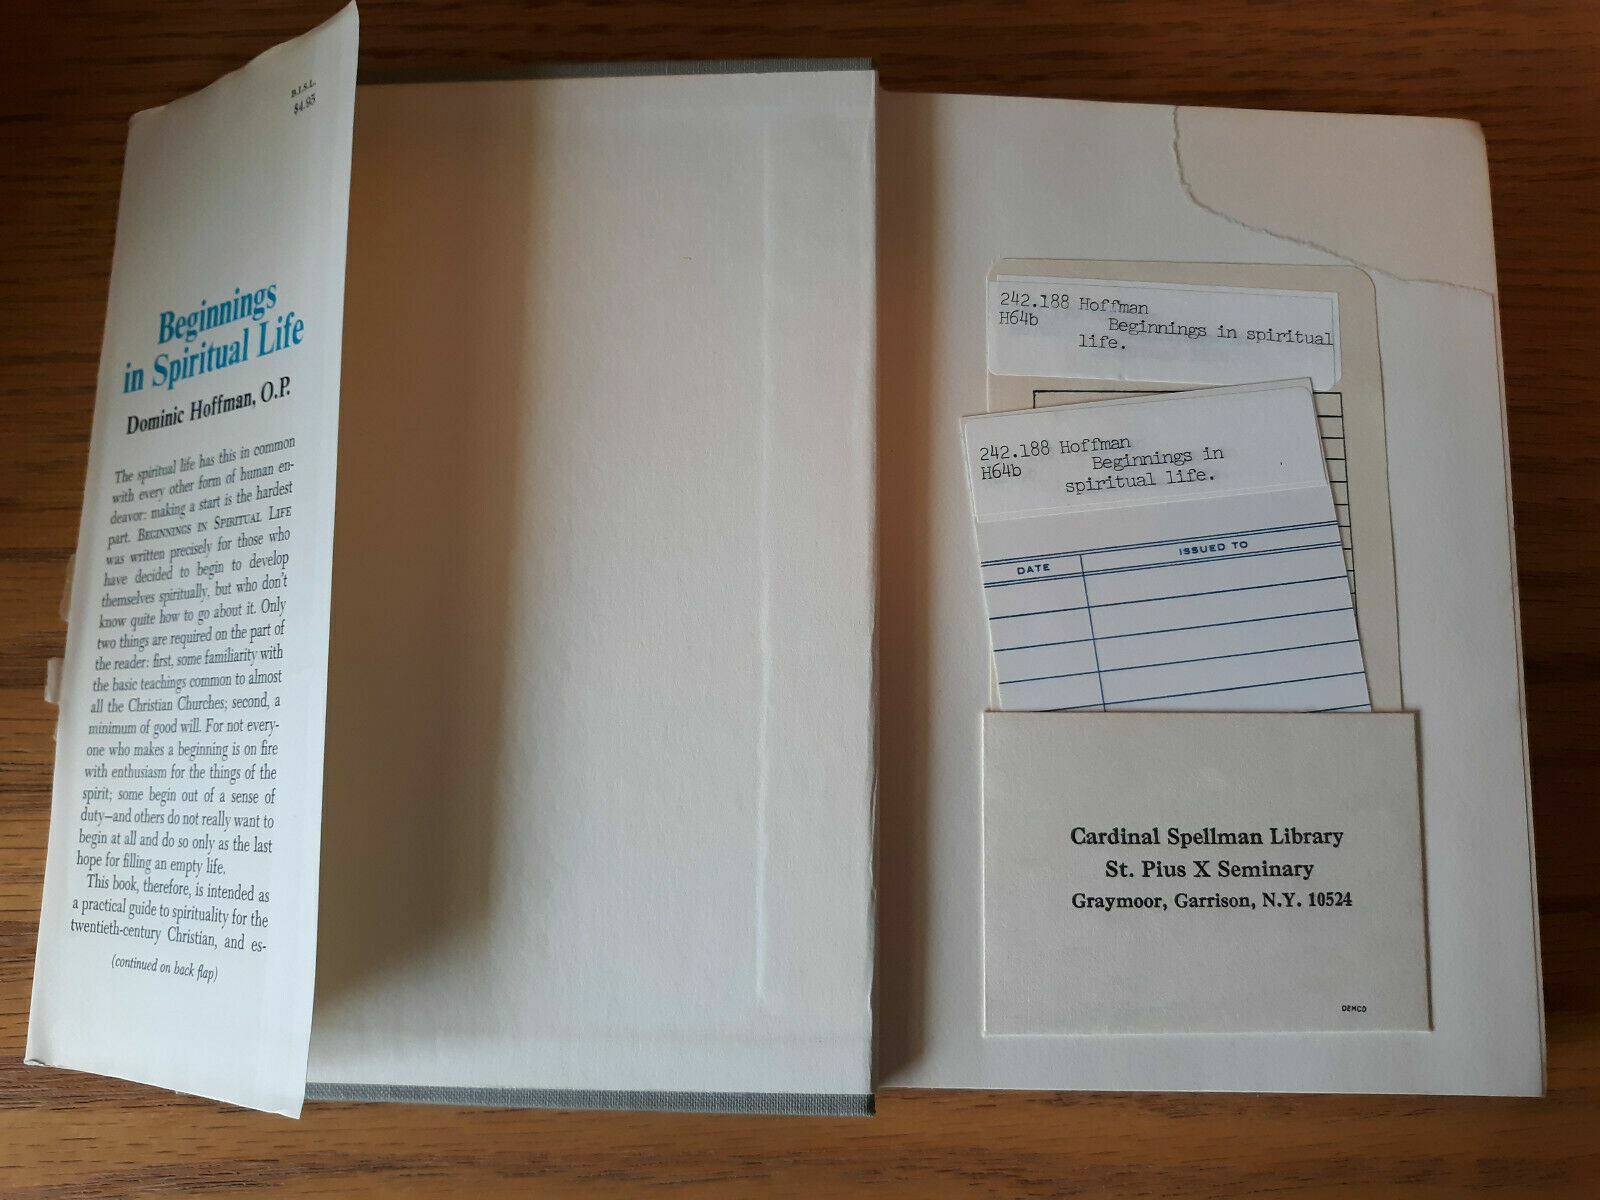 B.I.S.L.
$4.95
Beginnings
in Spiritual Life
Dominic Hoffman, O.P.
The spiritual life has this in common
with every other form of human en-
deavor: making a start is the hardest
part. BEGINNINGS IN SPIRITUAL LIFE
was written precisely for those who
have decided to begin to develop
themselves spiritually, but who don't
know quite how to go about it. Only
two things are required on the part of
the reader: first, some familiarity with
the basic teachings common to almost
all the Christian Churches; second, a
minimum of good will. For not every-
one who makes a beginning is on fire
with enthusiasm for the things of the
spirit; some begin out of a sense of
duty—and others do not really want to
begin at all and do so only as the last
hope for filling an empty life.
This book, therefore, is intended as
a practical guide to spirituality for the
twentieth-century Christian, and es-
(continued on back flap)
242.188 Hoffman
H64b Beginnings in spiritual
life.
242.188 Hoffman
H64b Beginnings in
spiritual life.
DATE ISSUED TO
Cardinal Spellman Library
St. Pius X Seminary
Graymoor, Garrison, N.Y. 10524
DEMCO